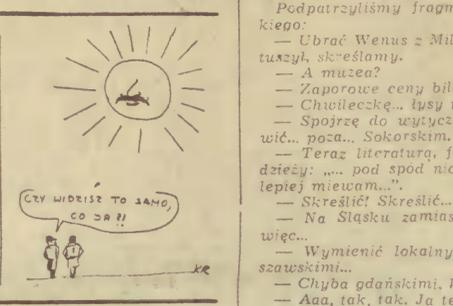 CZY WIDZISZ TO SAMO,
CO JA ?!
KR
Podpatrzyliśmy fragm
kiego:
— Ubrać Wenus z Mil
tuszył, skreślamy.
— A muzea?
— Zaporowe ceny bil
— Chwileczkę... łysy
— Spojrzę do wytycz
wić... poza... Sokorskim.
— Teraz literatura, f
dzieży: „... pod spód nic
lepiej miewam...”.
— Skreślić! Skreślić...
— Na Śląsku zamias
więc...
— Wymienić lokalny
szawskimi...
— Chyba gdańskimi,
— Aaa, tak, tak. Ja te